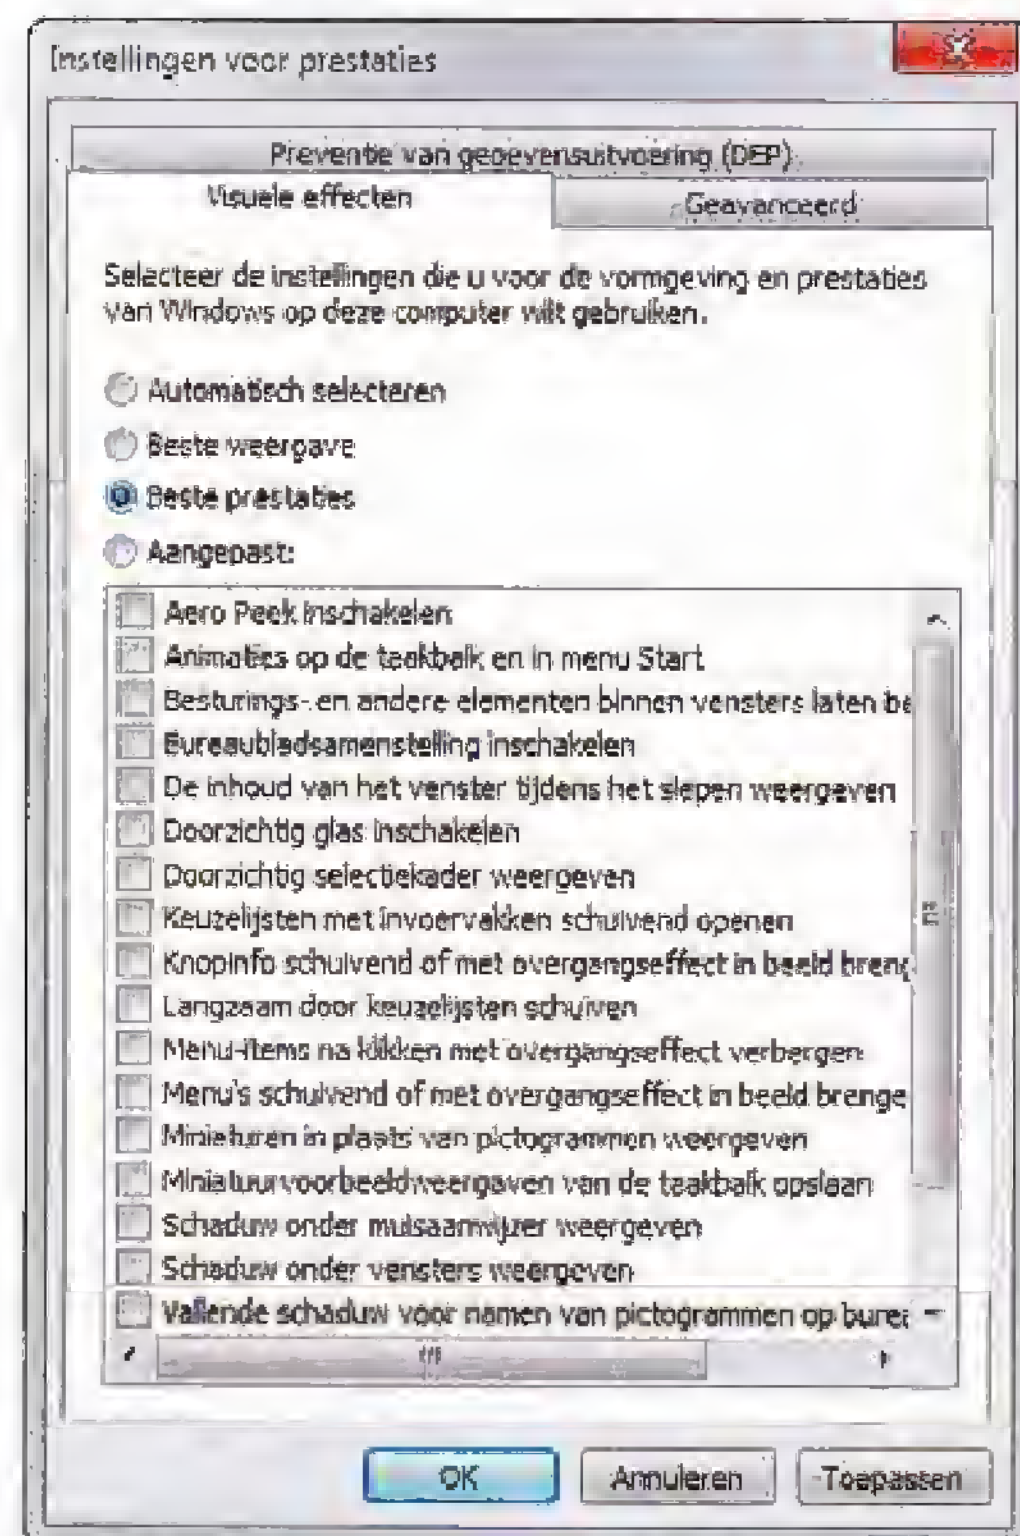 Instellingen voor prestaties
Preventie van gegevensuitvoering (DEP)
Visuele effecten
Geavanceerd
Selecteer de instellingen die u voor de vormgeving en prestaties
van Windows op deze computer wilt gebruiken.
Automatisch selecteren
Beste weergave
Beste prestaties
Aangepast:
Aero Peek inschakelen
Animaties op de taakbalk en in menu Start
Besturings- en andere elementen binnen vensters laten be
Bureaubladsamenstelling inschakelen
De inhoud van het venster tijdens het slepen weergeven
Doorzichtig glas inschakelen
Doorzichtig selectiekader weergeven
Keuzelijsten met invoervakken schuivend openen
Knopinfo schuivend of met overgangseffect in beeld breng
Langzaam door keuzelijsten schuiven
Menu-items na klikken met overgangseffect verbergen
Menu's schuivend of met overgangseffect in beeld brenge
Miniaturen in plaats van pictogrammen weergeven
Miniatuurvoorbeeldweergaven van de taakbalk opslaan
Schaduw onder muisaanwijzer weergeven
Schaduw onder vensters weergeven
Vallende schaduw voor namen van pictogrammen op burea
OK
Annuleren
Toepassen